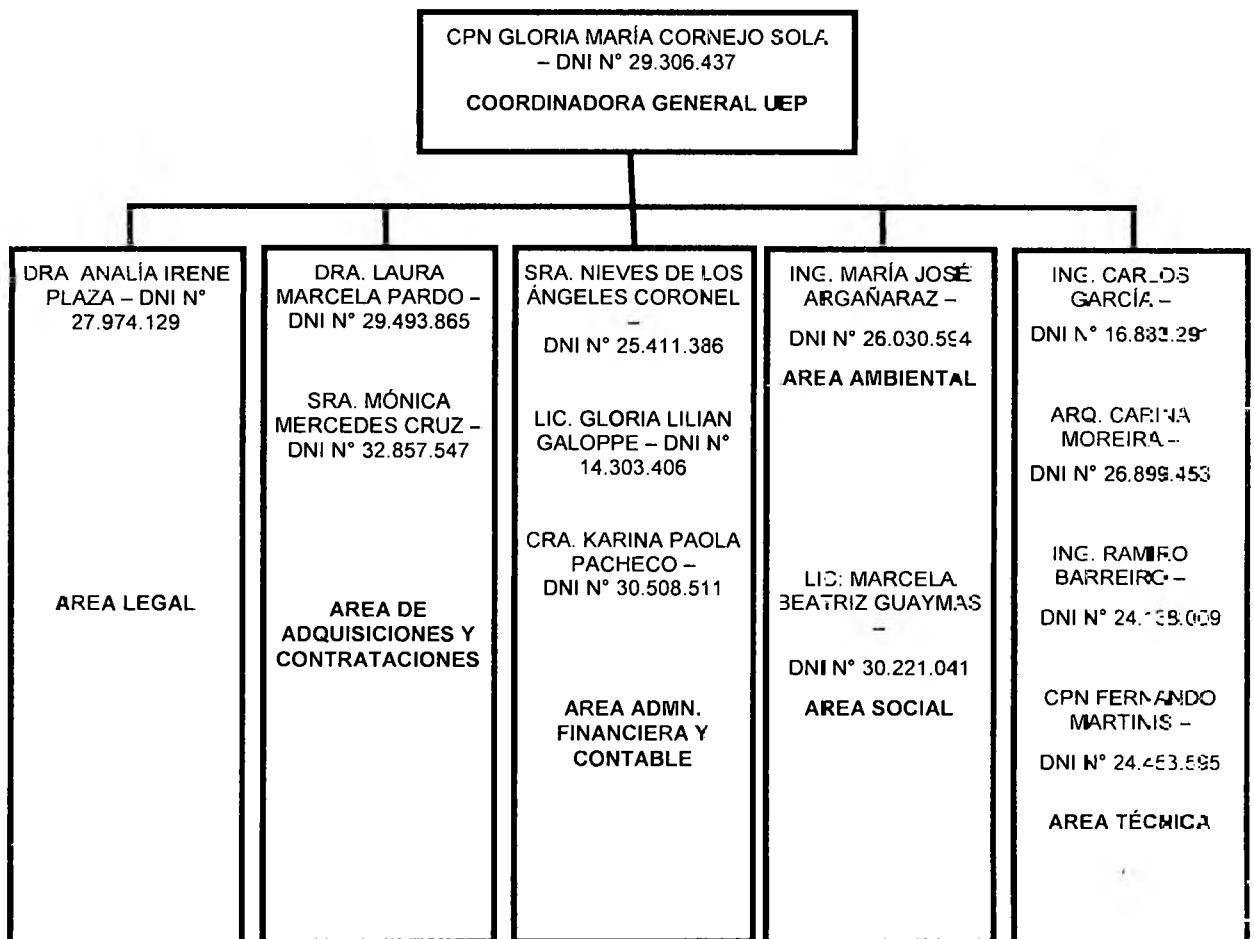 CPN GLORIA MARÍA CORNEJO SOLA
– DNI N° 29.306.437
COORDINADORA GENERAL UEP
DRA ANALÍA IRENE
PLAZA – DNI N°
27.974.129
AREA LEGAL
DRA. LAURA
MARCELA PARDO –
DNI N° 29.493.865
SRA. MÓNICA
MERCEDES CRUZ –
DNI N° 32.857.547
AREA DE
ADQUISICIONES Y
CONTRATACIONES
SRA. NIEVES DE LOS
ÁNGELES CORONEL
–
DNI N° 25.411.386
LIC. GLORIA LILIAN
GALOPPE – DNI N°
14.303.406
CRA. KARINA PAOLA
PACHECO –
DNI N° 30.508.511
AREA ADMN.
FINANCIERA Y
CONTABLE
ING. MARÍA JOSÉ
ARGAÑARAZ –
DNI N° 26.030.594
AREA AMBIENTAL
LIC: MARCELA
BEATRIZ GUAYMAS
–
DNI N° 30.221.041
AREA SOCIAL
ING. CARLOS
GARCÍA –
DNI N°
ARQ. CARINA
MOREIRA –
DNI N° 26.899.453
ING. RAMIRO
BARREIRO –
DNI N°
CPN FERNANDO
MARTINIS –
DNI N°
AREA TÉCNICA